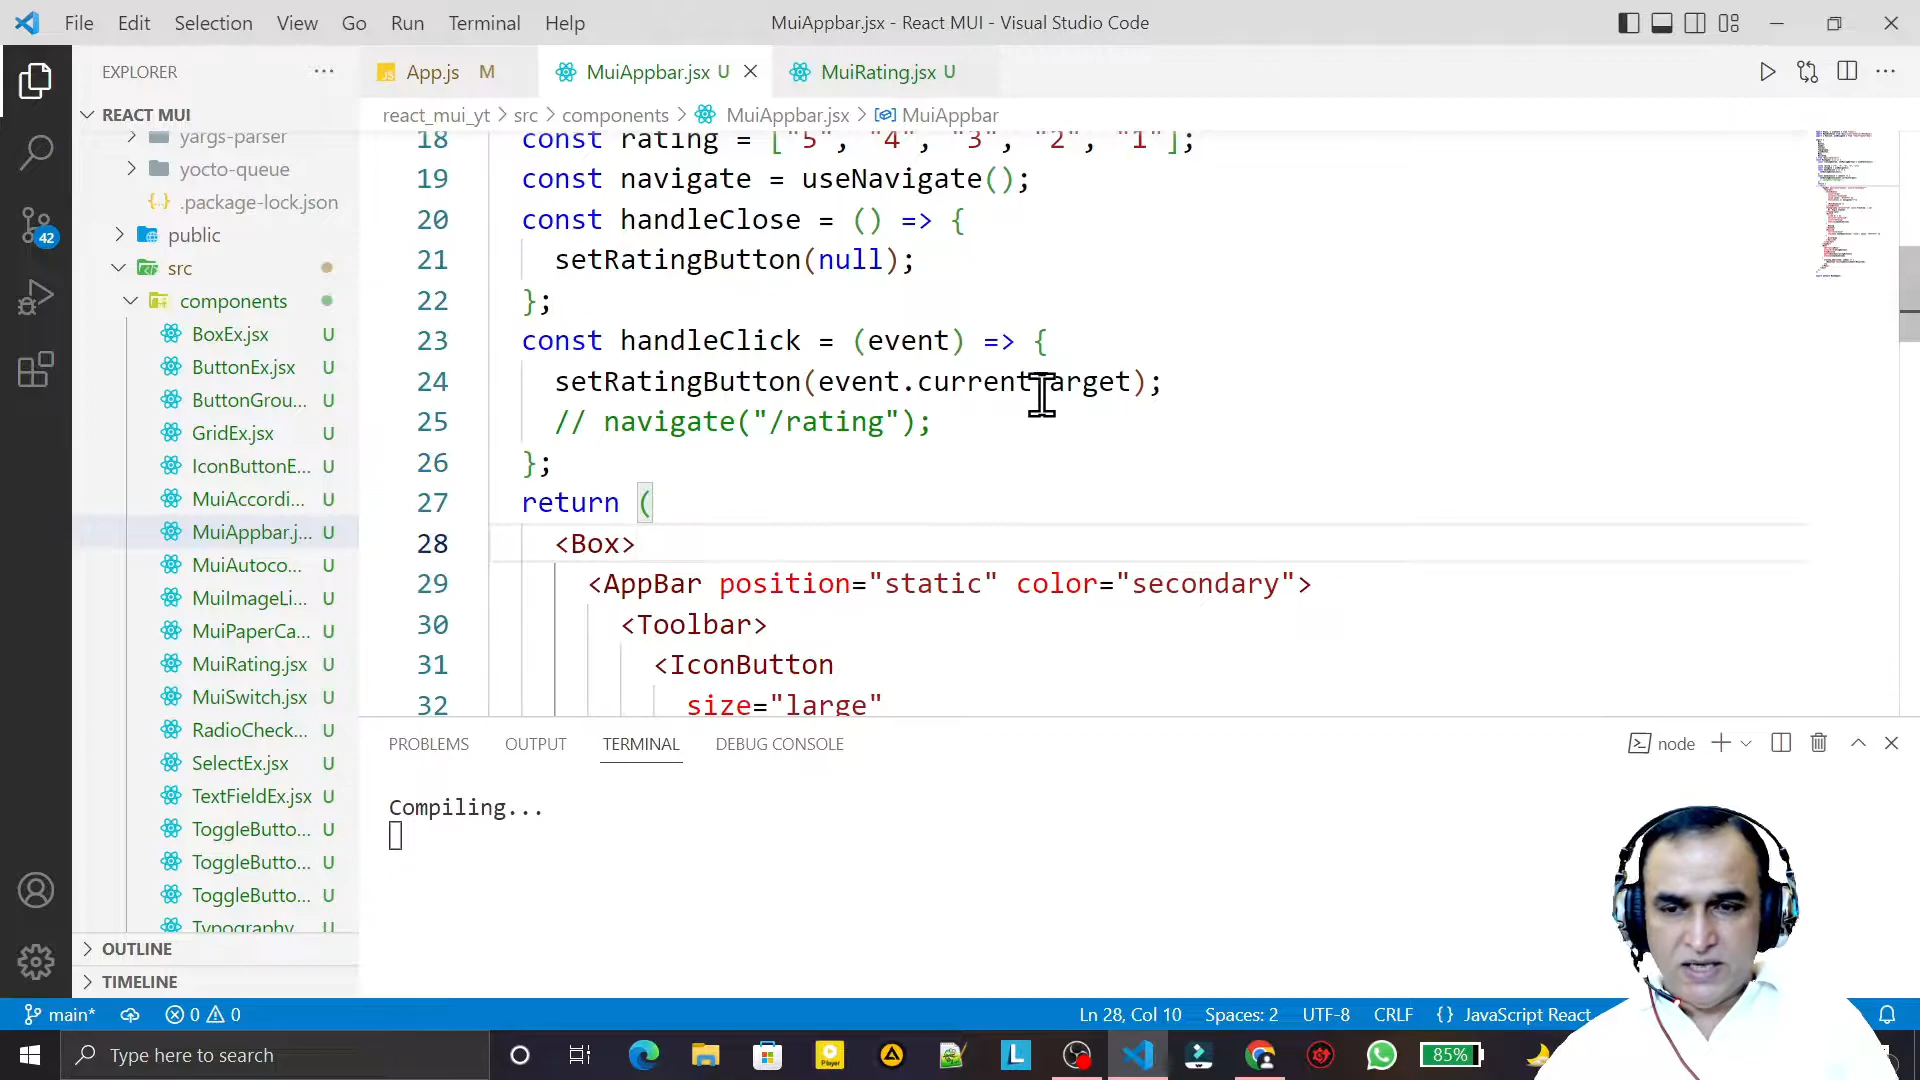 File Edit Selection View Go Run Terminal Help
MuiAppbar.jsx - React MUI - Visual Studio Code
EXPLORER
App.js M
MuiAppbar.jsx U
MuiRating.jsx U
REACT MUI
react_mui_yt > src > components > MuiAppbar.jsx > MuiAppbar
yargs-parser
yocto-queue
{} .package-lock.json
public
src
components
BoxEx.jsx U
ButtonEx.jsx U
ButtonGrou... U
GridEx.jsx U
IconButtonE... U
MuiAccordi... U
MuiAppbar.j... U
MuiAutoco... U
MuiImageLi... U
MuiPaperCa... U
MuiRating.jsx U
MuiSwitch.jsx U
RadioCheck... U
SelectEx.jsx U
TextFieldEx.jsx U
ToggleButto... U
ToggleButto... U
ToggleButto... U
Typography U
OUTLINE
TIMELINE
42
18 const rating = ["5", "4", "3", "2", "1"];
19 const navigate = useNavigate();
20 const handleClose = () => {
21 setRatingButton(null);
22 };
23 const handleClick = (event) => {
24 setRatingButton(event.currentTarget);
25 // navigate("/rating");
26 };
27 return (
28 <Box>
29 <AppBar position="static" color="secondary">
30 <Toolbar>
31 <IconButton
32 size="large"
PROBLEMS OUTPUT TERMINAL DEBUG CONSOLE
node
Compiling...
main* 0 0
Ln 28, Col 10 Spaces: 2 UTF-8 CRLF {} JavaScript React
Type here to search
85%